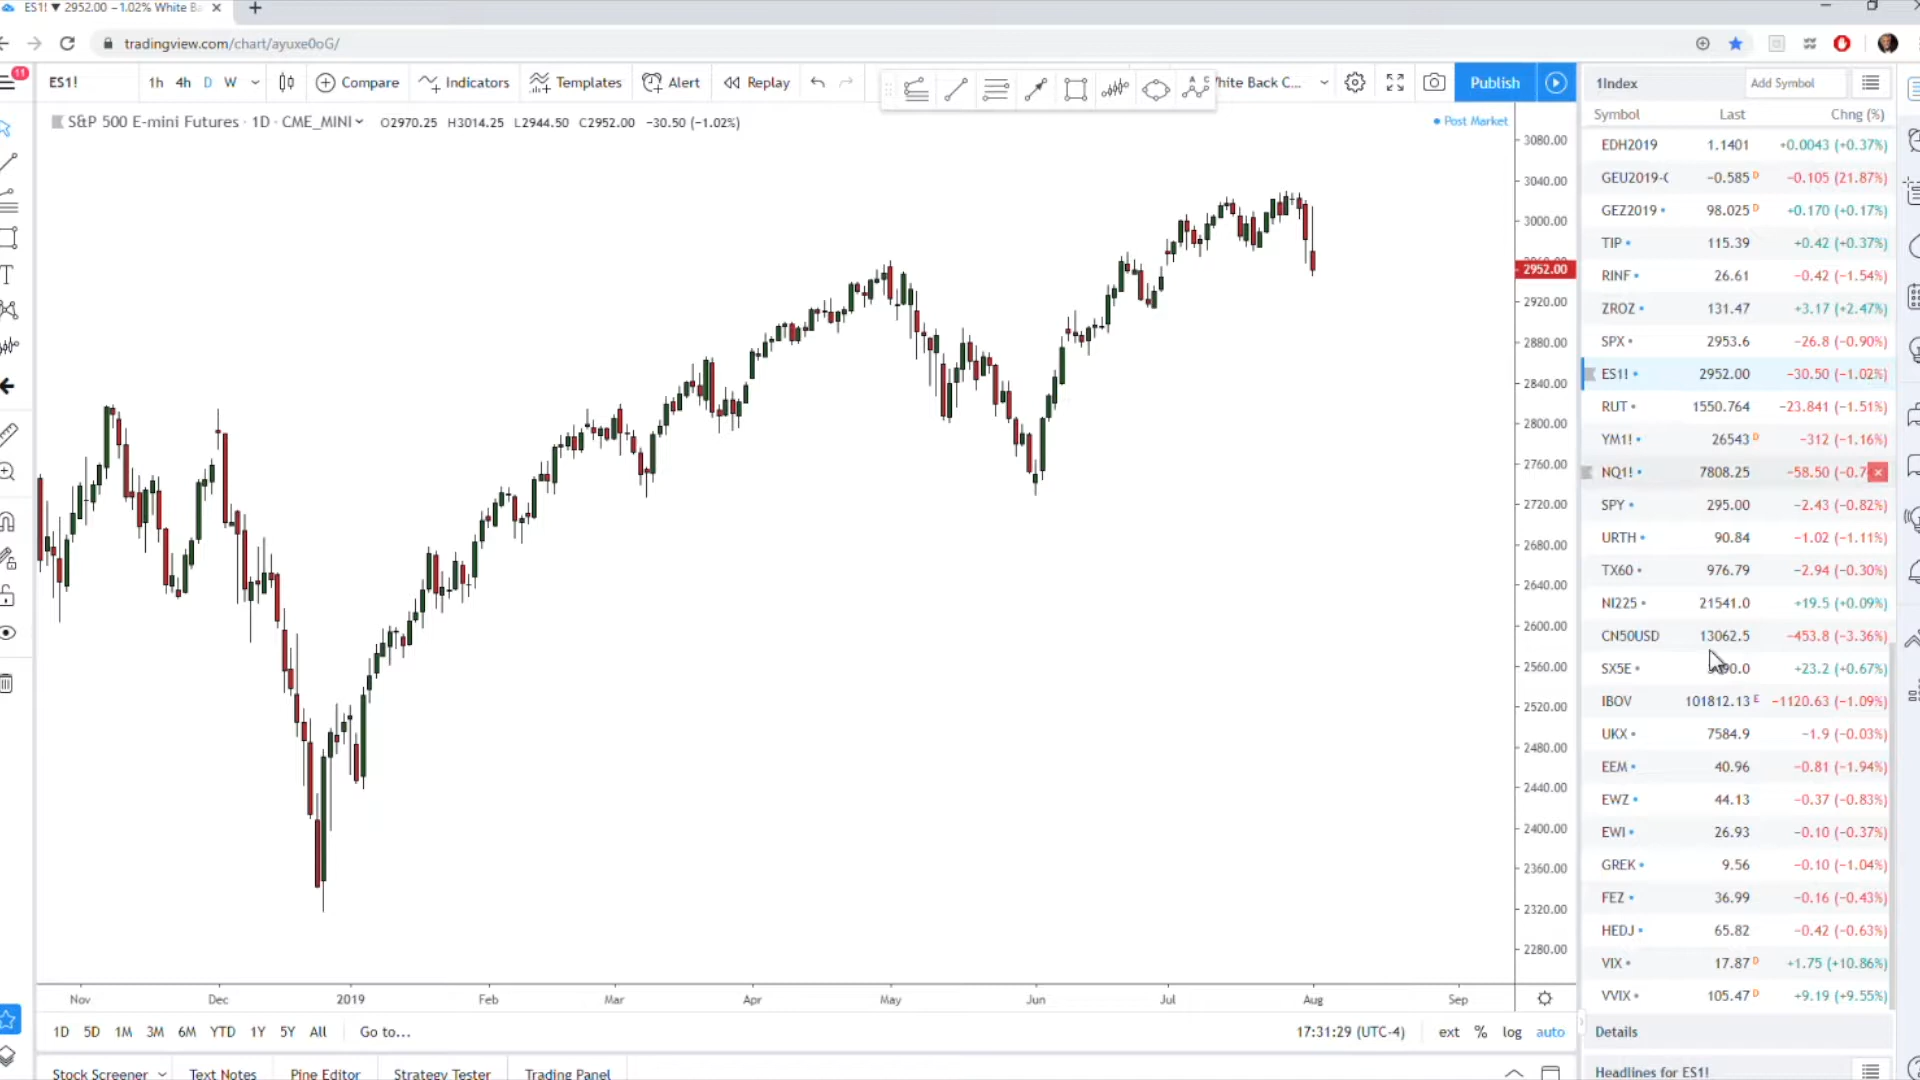 ES1! ▼ 2952.00 −1.02% White Ba
tradingview.com/chart/ayuxe0oG/
11
ES1! 1h 4h D W Compare Indicators Templates Alert Replay White Back C... Publish
S&P 500 E-mini Futures · 1D · CME_MINI O2970.25 H3014.25 L2944.50 C2952.00 −30.50 (−1.02%)
Post Market
3080.00
3040.00
3000.00
2952.00
2920.00
2880.00
2840.00
2800.00
2760.00
2720.00
2680.00
2640.00
2600.00
2560.00
2520.00
2480.00
2440.00
2400.00
2360.00
2320.00
2280.00
Nov Dec 2019 Feb Mar Apr May Jun Jul Aug Sep
1D 5D 1M 3M 6M YTD 1Y 5Y All Go to...
17:31:29 (UTC-4) ext % log auto
Stock Screener Text Notes Pine Editor Strategy Tester Trading Panel
1Index Add Symbol
Symbol Last Chng (%)
EDH2019 1.1401 +0.0043 (+0.37%)
GEU2019-( −0.585 D −0.105 (21.87%)
GEZ2019 98.025 D +0.170 (+0.17%)
TIP 115.39 +0.42 (+0.37%)
RINF 26.61 −0.42 (−1.54%)
ZROZ 131.47 +3.17 (+2.47%)
SPX 2953.6 −26.8 (−0.90%)
ES1! 2952.00 −30.50 (−1.02%)
RUT 1550.764 −23.841 (−1.51%)
YM1! 26543 D −312 (−1.16%)
NQ1! 7808.25 −58.50 (−0.7
SPY 295.00 −2.43 (−0.82%)
URTH 90.84 −1.02 (−1.11%)
TX60 976.79 −2.94 (−0.30%)
NI225 21541.0 +19.5 (+0.09%)
CN50USD 13062.5 −453.8 (−3.36%)
SX5E +23.2 (+0.67%)
IBOV 101812.13 E −1120.63 (−1.09%)
UKX 7584.9 −1.9 (−0.03%)
EEM 40.96 −0.81 (−1.94%)
EWZ 44.13 −0.37 (−0.83%)
EWI 26.93 −0.10 (−0.37%)
GREK 9.56 −0.10 (−1.04%)
FEZ 36.99 −0.16 (−0.43%)
HEDJ 65.82 −0.42 (−0.63%)
VIX 17.87 D +1.75 (+10.86%)
VVIX 105.47 D +9.19 (+9.55%)
Details
Headlines for ES1!